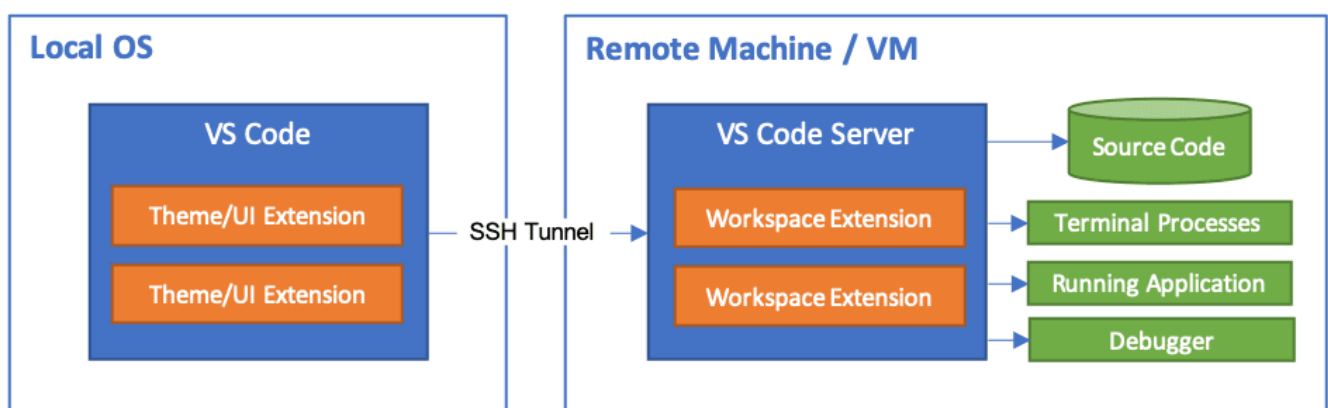 Local OS
VS Code
Theme/UI Extension
Theme/UI Extension
SSH Tunnel
Remote Machine / VM
VS Code Server
Workspace Extension
Workspace Extension
Source Code
Terminal Processes
Running Application
Debugger